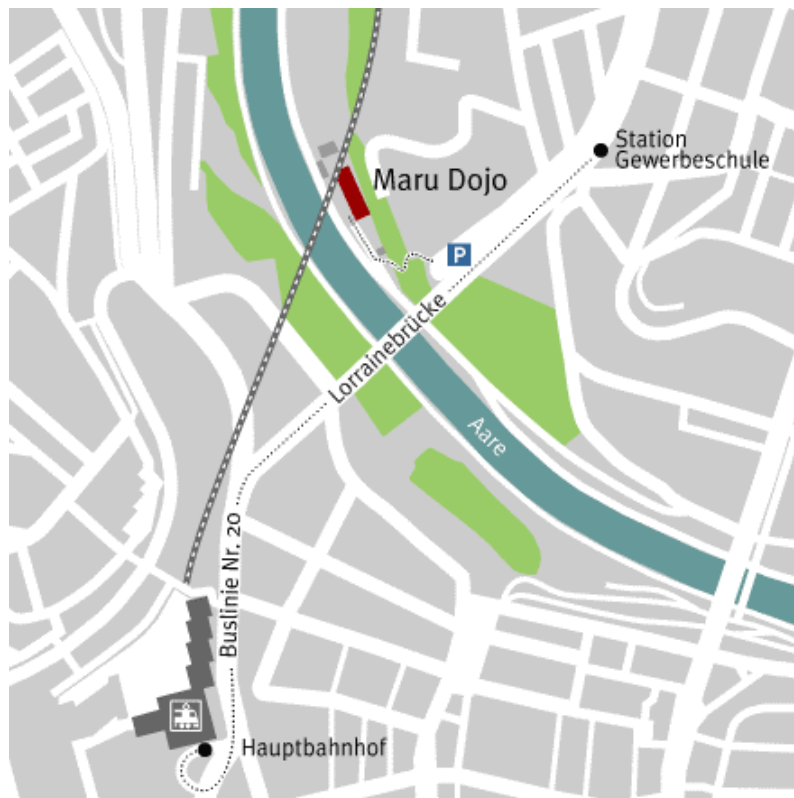 Station
Gewerbeschule
Maru Dojo
P
Lorrainebrücke
Aare
Buslinie Nr. 20
Hauptbahnhof